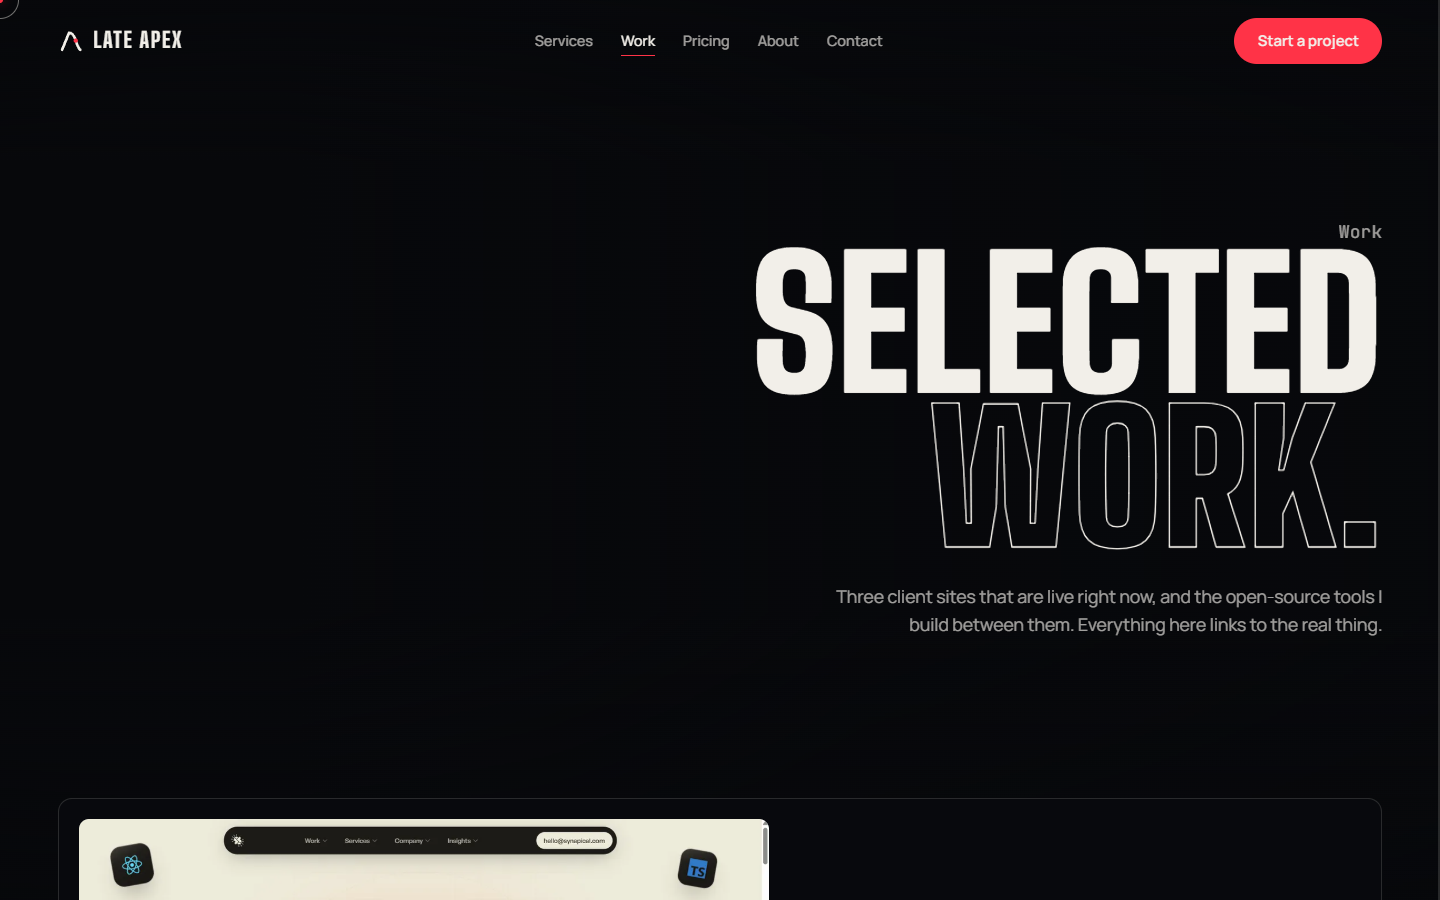 LATE APEX
Services Work Pricing About Contact
Start a project
Work
SELECTED
WORK.
Three client sites that are live right now, and the open-source tools I
build between them. Everything here links to the real thing.
Work Services Company Insights
hello@synapical.com
TS